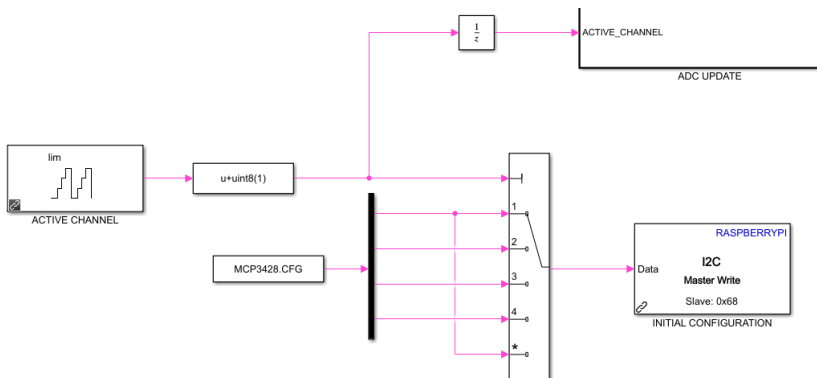 1
z
ACTIVE_CHANNEL
ADC UPDATE
lim
ACTIVE CHANNEL
u+uint8(1)
MCP3428.CFG
1
2
3
4
*
RASPBERRYPI
Data
I2C
Master Write
Slave: 0x68
INITIAL CONFIGURATION